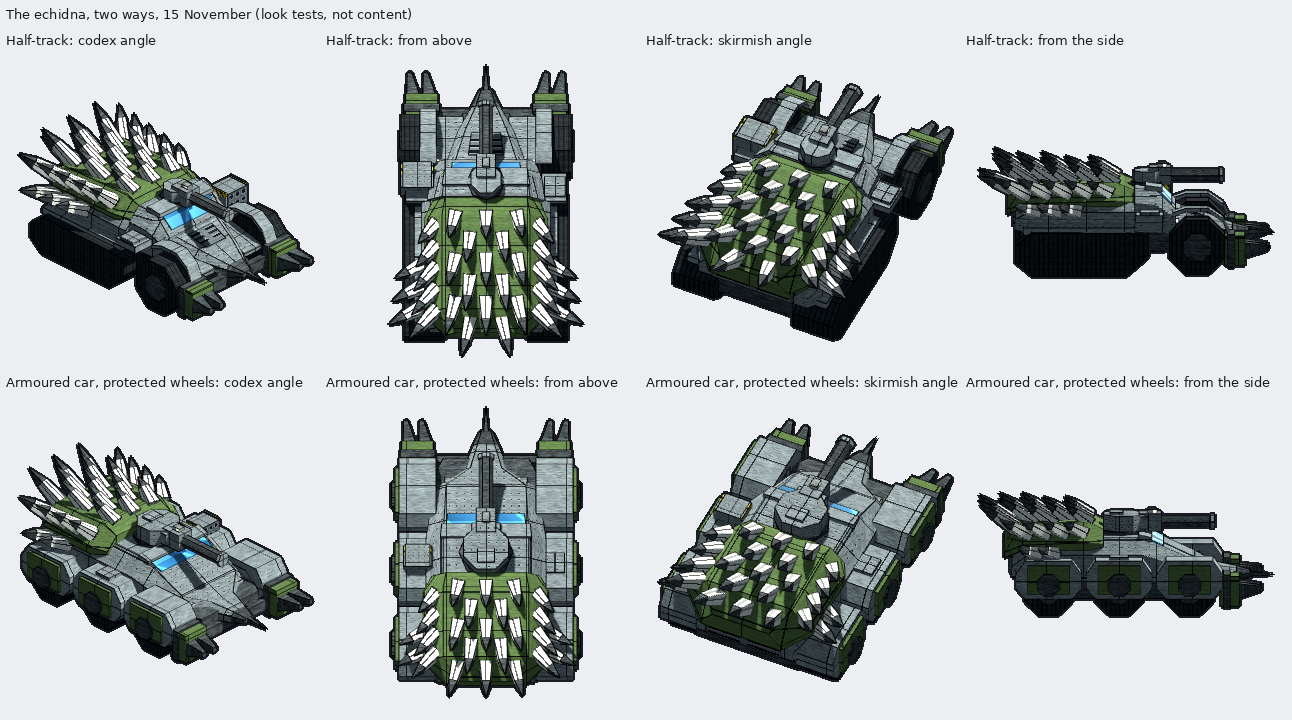 The echidna, two ways, 15 November (look tests, not content)
Half-track: codex angle
Half-track: from above
Half-track: skirmish angle
Half-track: from the side
Armoured car, protected wheels: codex angle
Armoured car, protected wheels: from above
Armoured car, protected wheels: skirmish angle
Armoured car, protected wheels: from the side